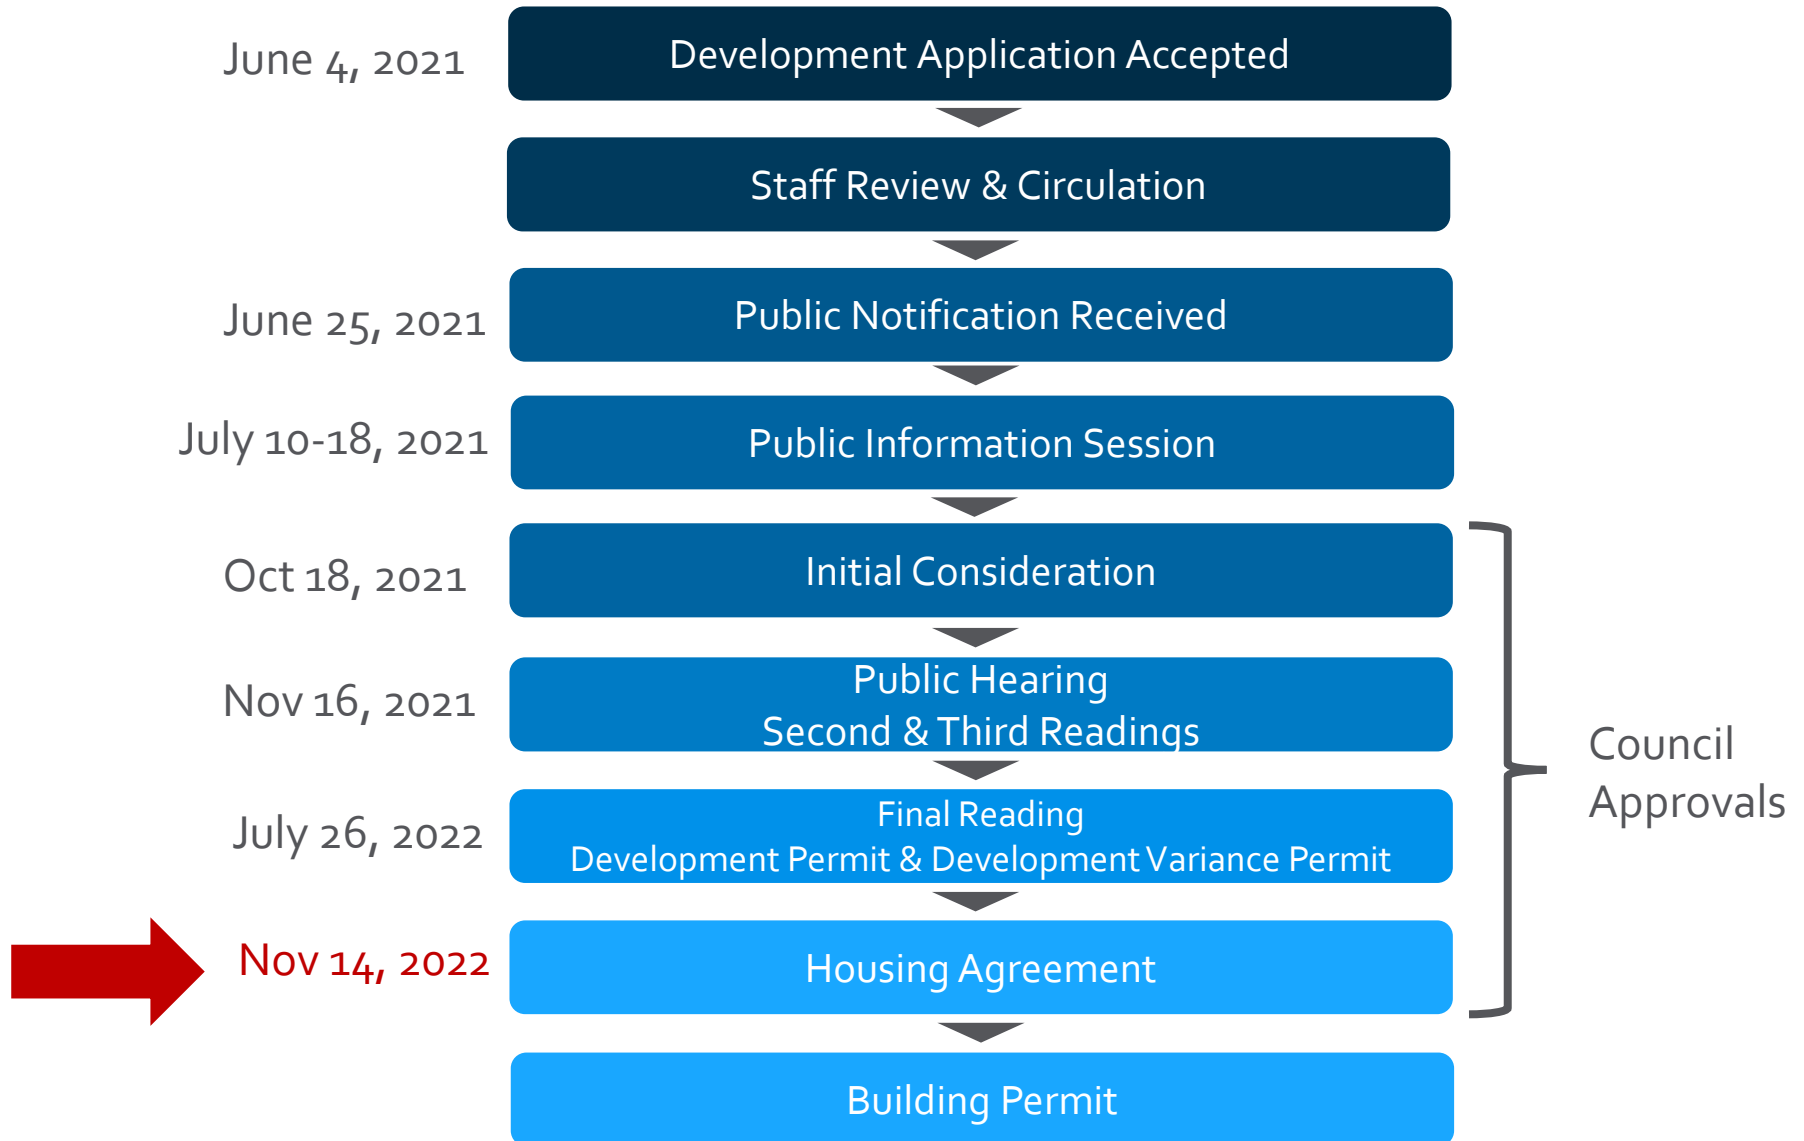 June 4, 2021
Development Application Accepted
Staff Review & Circulation
June 25, 2021
Public Notification Received
July 10-18, 2021
Public Information Session
Oct 18, 2021
Initial Consideration
Nov 16, 2021
Public Hearing
Second & Third Readings
July 26, 2022
Final Reading
Development Permit & Development Variance Permit
Nov 14, 2022
Housing Agreement
Council
Approvals
Building Permit